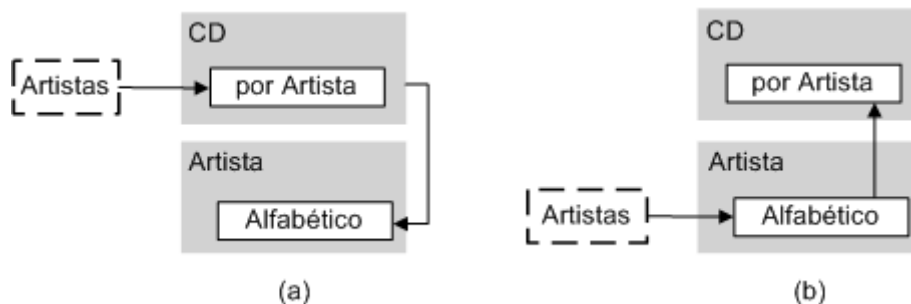 CD
Artistas
por Artista
Artista
Alfabético
(a)
CD
por Artista
Artista
Artistas
Alfabético
(b)